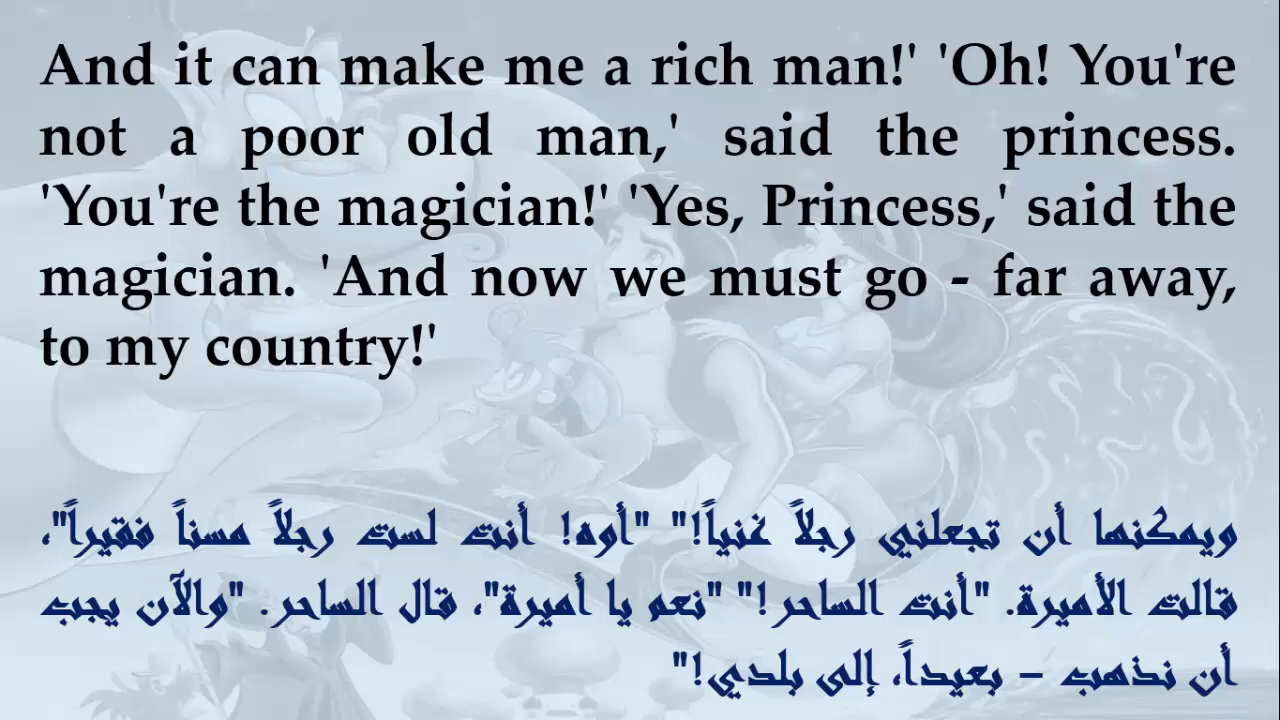 And it can make me a rich man!' 'Oh! You're
not a poor old man,' said the princess.
'You're the magician!' 'Yes, Princess,' said the
magician. 'And now we must go - far away,
to my country!'
ويمكنها أن تجعلني رجلاً غنياً!" "أوه! أنت لست رجلاً مسناً فقيراً"،
قالت الأميرة. "أنت الساحر!" "نعم يا أميرة"، قال الساحر. "والآن يجب
أن نذهب – بعيداً، إلى بلدي!"